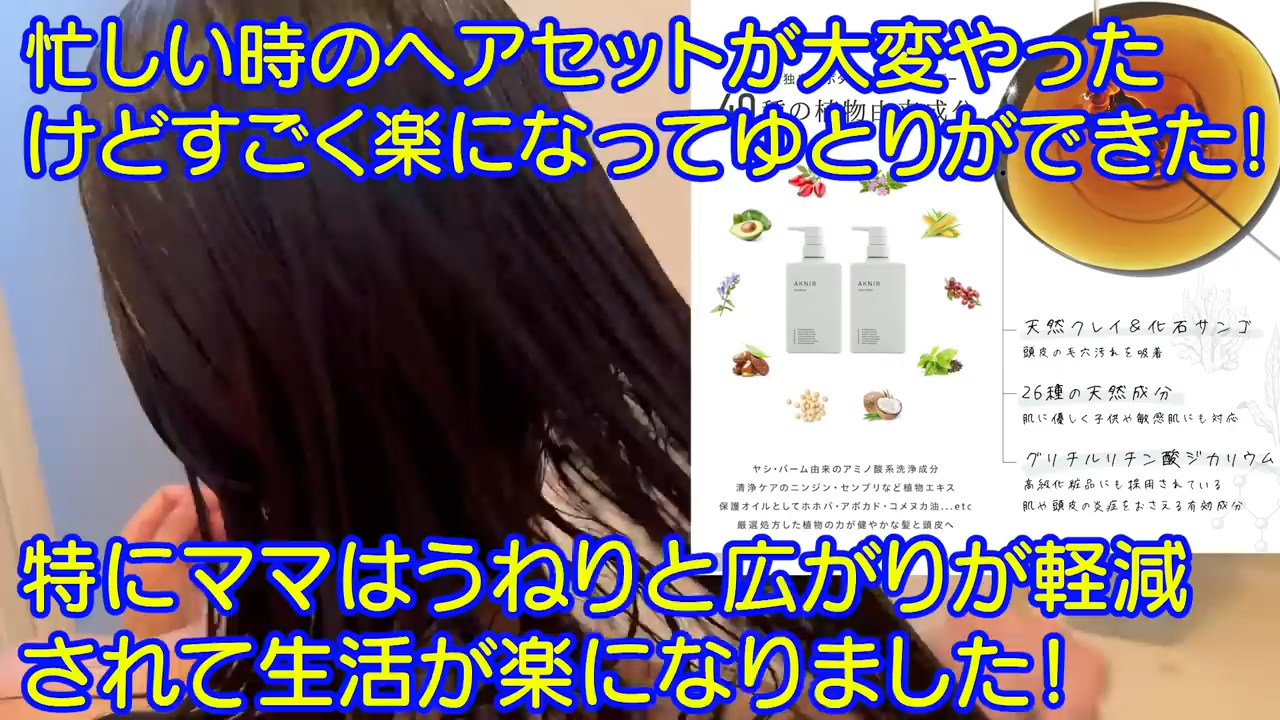 忙しい時のヘアセットが大変やった
けどすごく楽になってゆとりができた!
種の植物由来成分
AKNIR
AKNIR
天然クレイ&化石サンゴ
頭皮の毛穴汚れを吸着
26種の天然成分
肌に優しく子供や敏感肌にも対応
グリチルリチン酸ジカリウム
高級化粧品にも採用されている
肌や頭皮の炎症をおさえる有効成分
ヤシ・パーム由来のアミノ酸系洗浄成分
清浄ケアのニンジン・センブリなど植物エキス
保護オイルとしてホホバ・アボカド・コメヌカ油...etc
厳選処方した植物の力が健やかな髪と頭皮へ
特にママはうねりと広がりが軽減
されて生活が楽になりました!